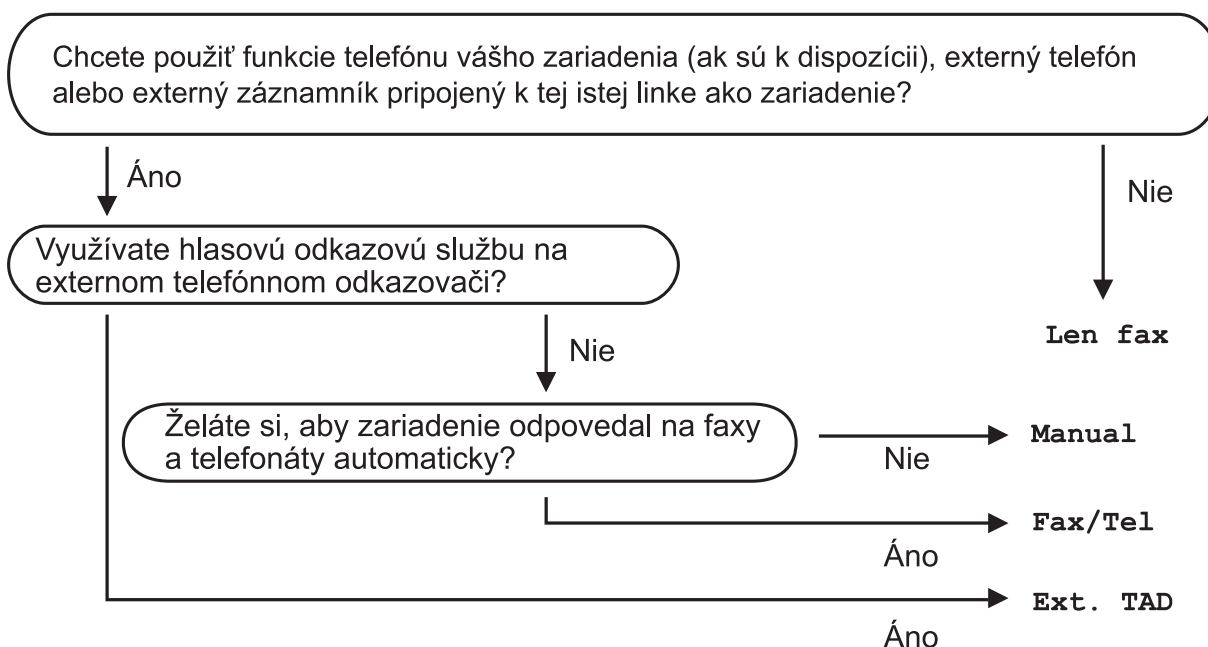 Chcete použiť funkcie telefónu vášho zariadenia (ak sú k dispozícii), externý telefón
alebo externý záznamník pripojený k tej istej linke ako zariadenie?
Áno
Nie
Využívate hlasovú odkazovú službu na
externom telefónnom odkazovači?
Len fax
Nie
Želáte si, aby zariadenie odpovedal na faxy
a telefonáty automaticky?
Manual
Nie
Fax/Tel
Áno
Ext. TAD
Áno